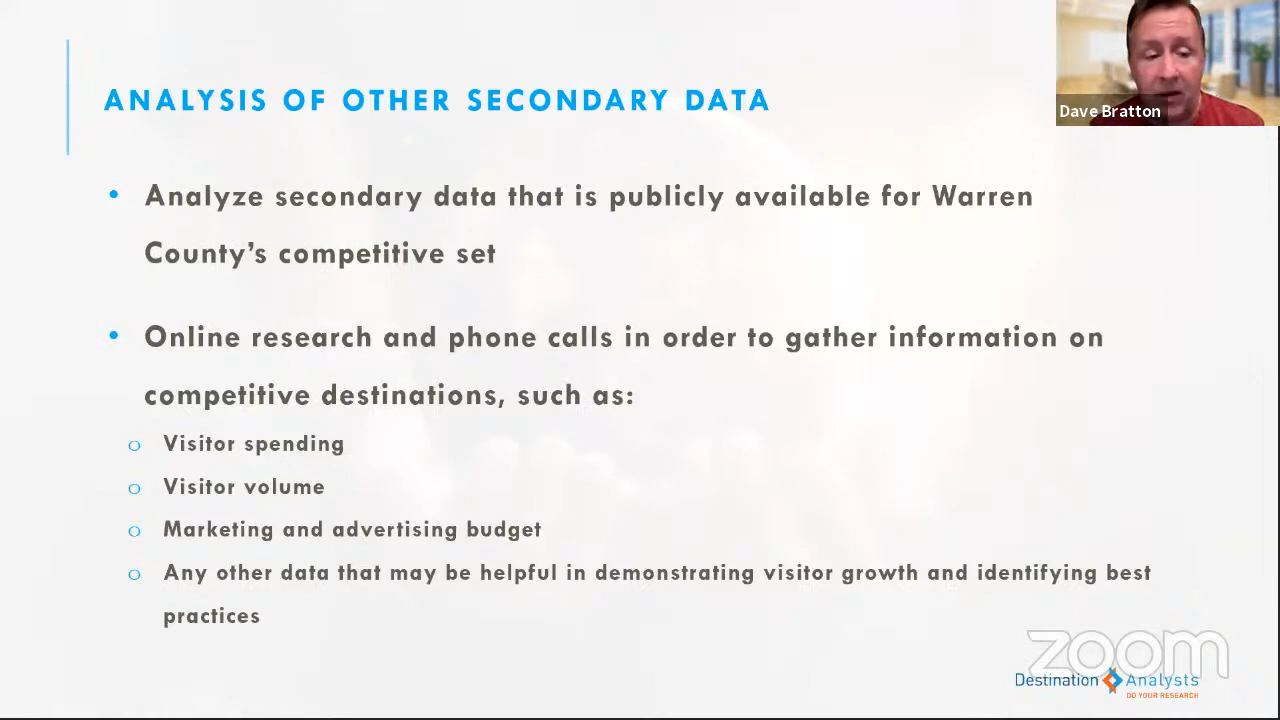 ANALYSIS OF OTHER SECONDARY DATA
Dave Bratton
• Analyze secondary data that is publicly available for Warren
County’s competitive set
• Online research and phone calls in order to gather information on
competitive destinations, such as:
o Visitor spending
o Visitor volume
o Marketing and advertising budget
o Any other data that may be helpful in demonstrating visitor growth and identifying best
practices
zoom
Destination Analysts
DO YOUR RESEARCH